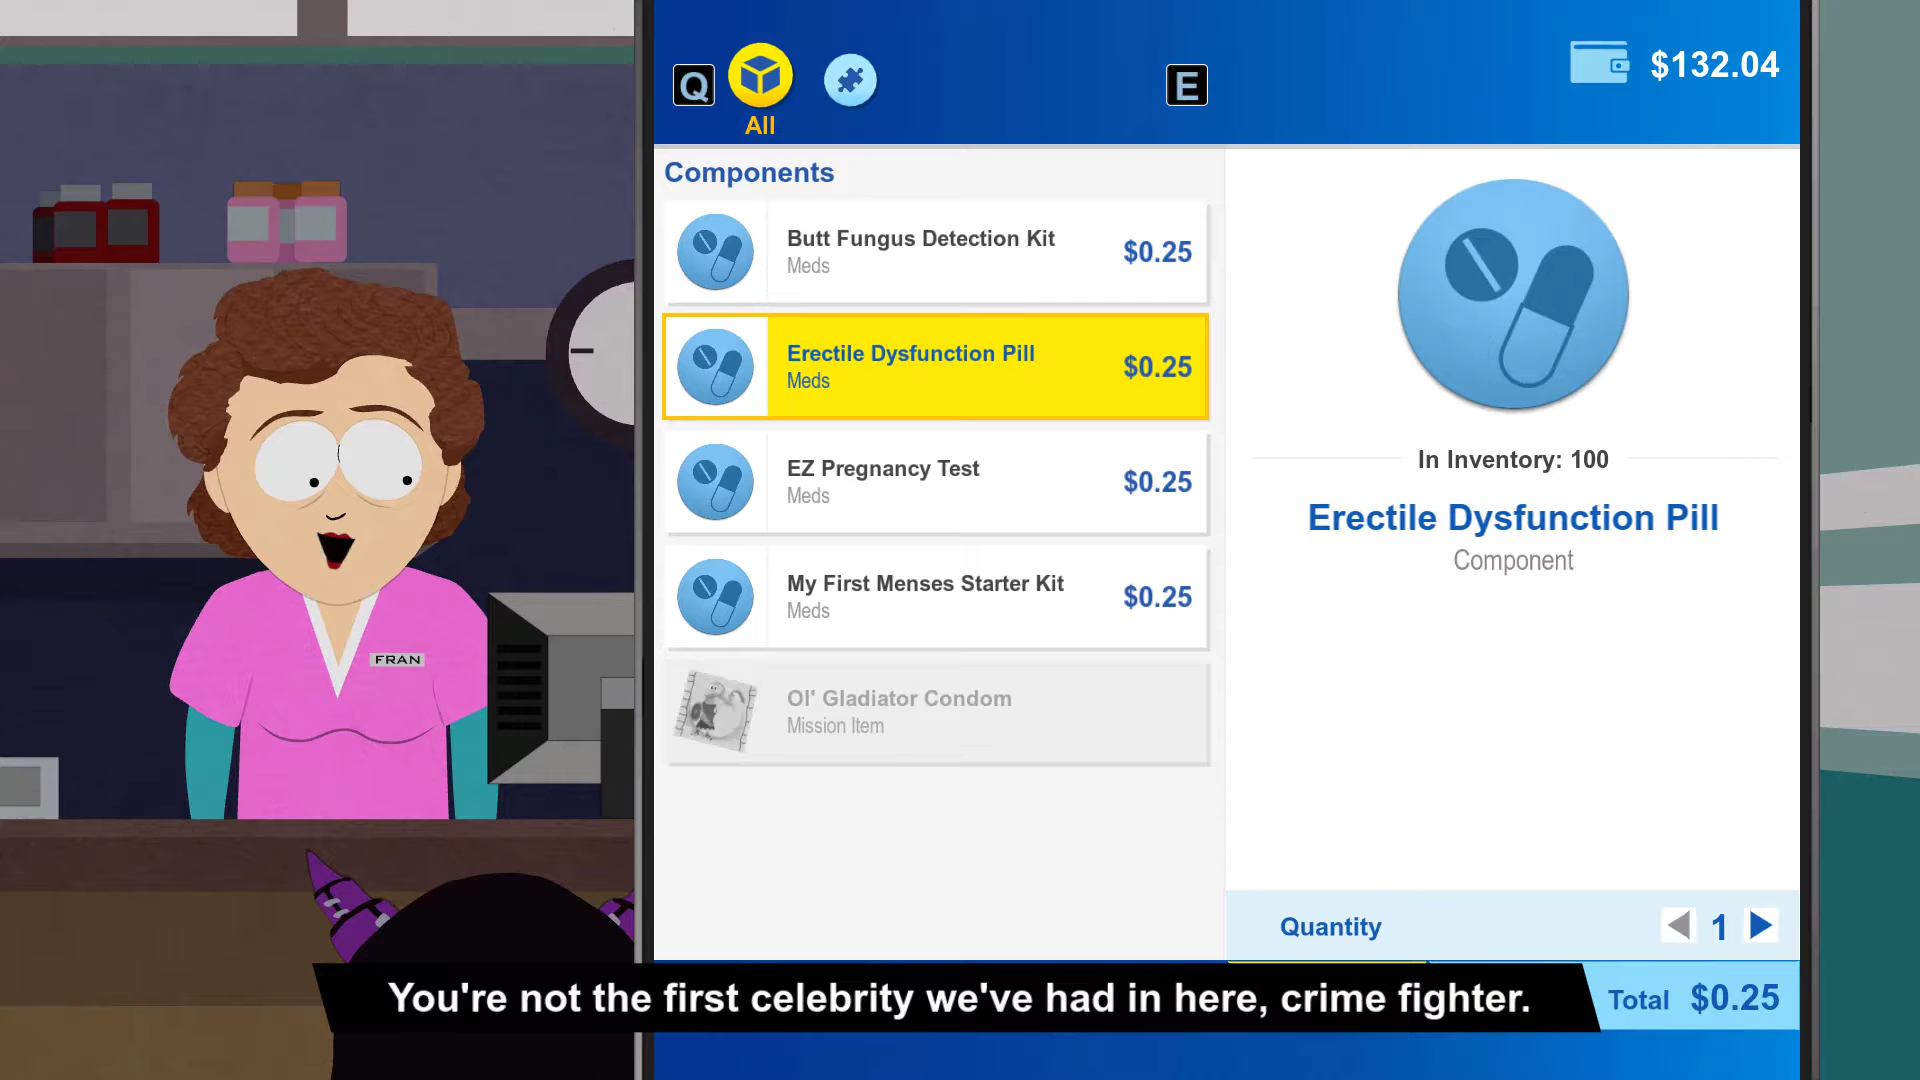 Q
All
E
$132.04
Components
Butt Fungus Detection Kit
Meds
$0.25
Erectile Dysfunction Pill
Meds
$0.25
EZ Pregnancy Test
Meds
$0.25
My First Menses Starter Kit
Meds
$0.25
Ol' Gladiator Condom
Mission Item
In Inventory: 100
Erectile Dysfunction Pill
Component
Quantity
1
Total $0.25
FRAN
You're not the first celebrity we've had in here, crime fighter.